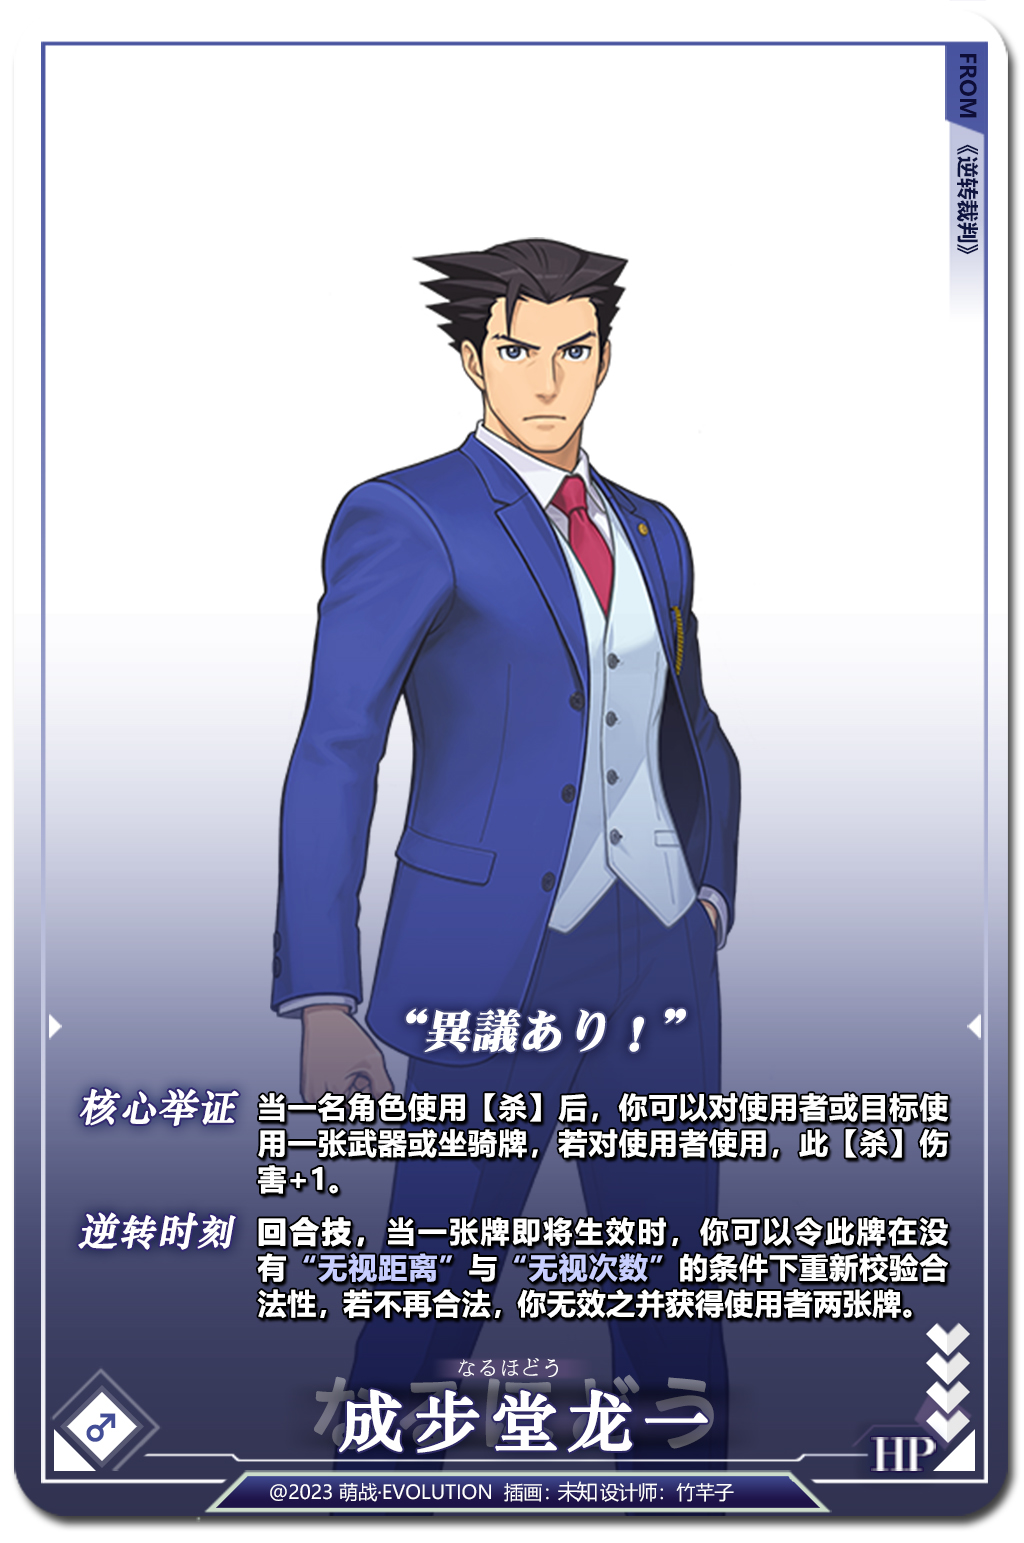 FROM
《逆转裁判》
“異議あり！”
核心举证
当一名角色使用【杀】后，你可以对使用者或目标使
用一张武器或坐骑牌，若对使用者使用，此【杀】伤
害+1。
逆转时刻
回合技，当一张牌即将生效时，你可以令此牌在没
有“无视距离”与“无视次数”的条件下重新校验合
法性，若不再合法，你无效之并获得使用者两张牌。
なるほどう
なるほどう
成步堂龙一
♂
HP
@2023 萌战·EVOLUTION 插画：未知 设计师：竹芊子